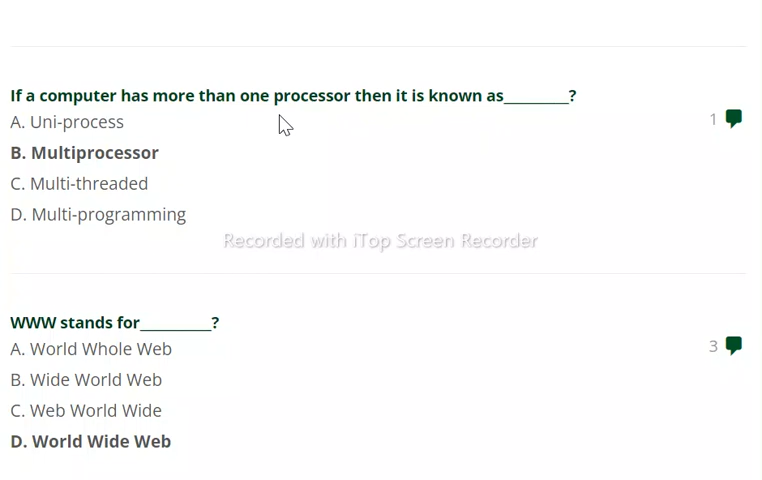 If a computer has more than one processor then it is known as_________?
A. Uni-process
1
B. Multiprocessor
C. Multi-threaded
D. Multi-programming
Recorded with iTop Screen Recorder
WWW stands for__________?
A. World Whole Web
3
B. Wide World Web
C. Web World Wide
D. World Wide Web